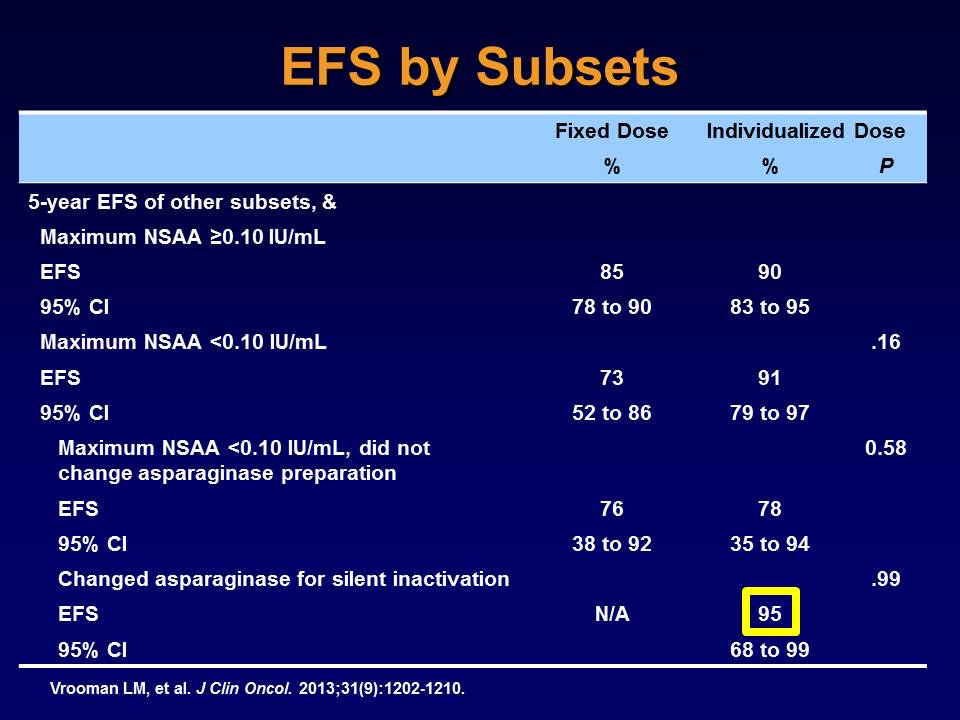 EFS by Subsets
Fixed Dose Individualized Dose
% % P
5-year EFS of other subsets, &
Maximum NSAA ≥0.10 IU/mL
EFS 85 90
95% CI 78 to 90 83 to 95
Maximum NSAA <0.10 IU/mL .16
EFS 73 91
95% CI 52 to 86 79 to 97
Maximum NSAA <0.10 IU/mL, did not 0.58
change asparaginase preparation
EFS 76 78
95% CI 38 to 92 35 to 94
Changed asparaginase for silent inactivation .99
EFS N/A 95
95% CI 68 to 99
Vrooman LM, et al. J Clin Oncol. 2013;31(9):1202-1210.